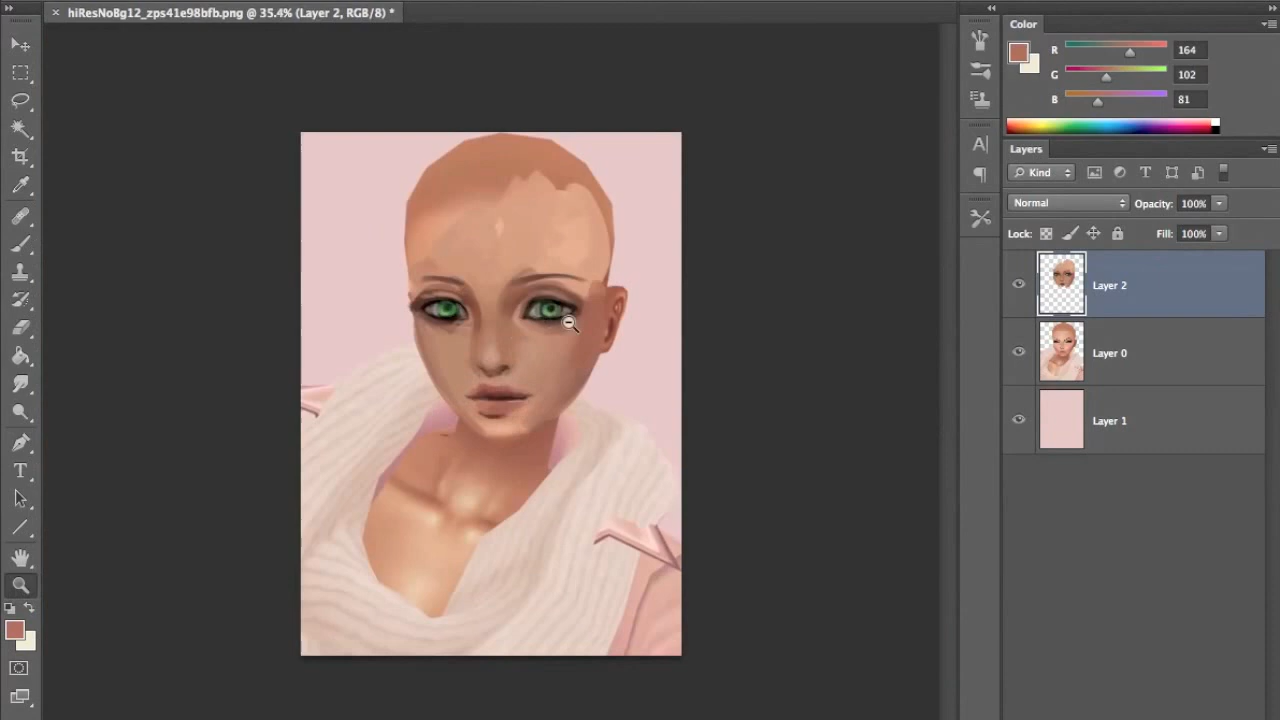 hiResNoBg12_zps41e98bfb.png @ 35.4% (Layer 2, RGB/8) *
Color
R 164
G 102
B 81
Layers
Kind
Normal Opacity: 100%
Lock: Fill: 100%
Layer 2
Layer 0
Layer 1